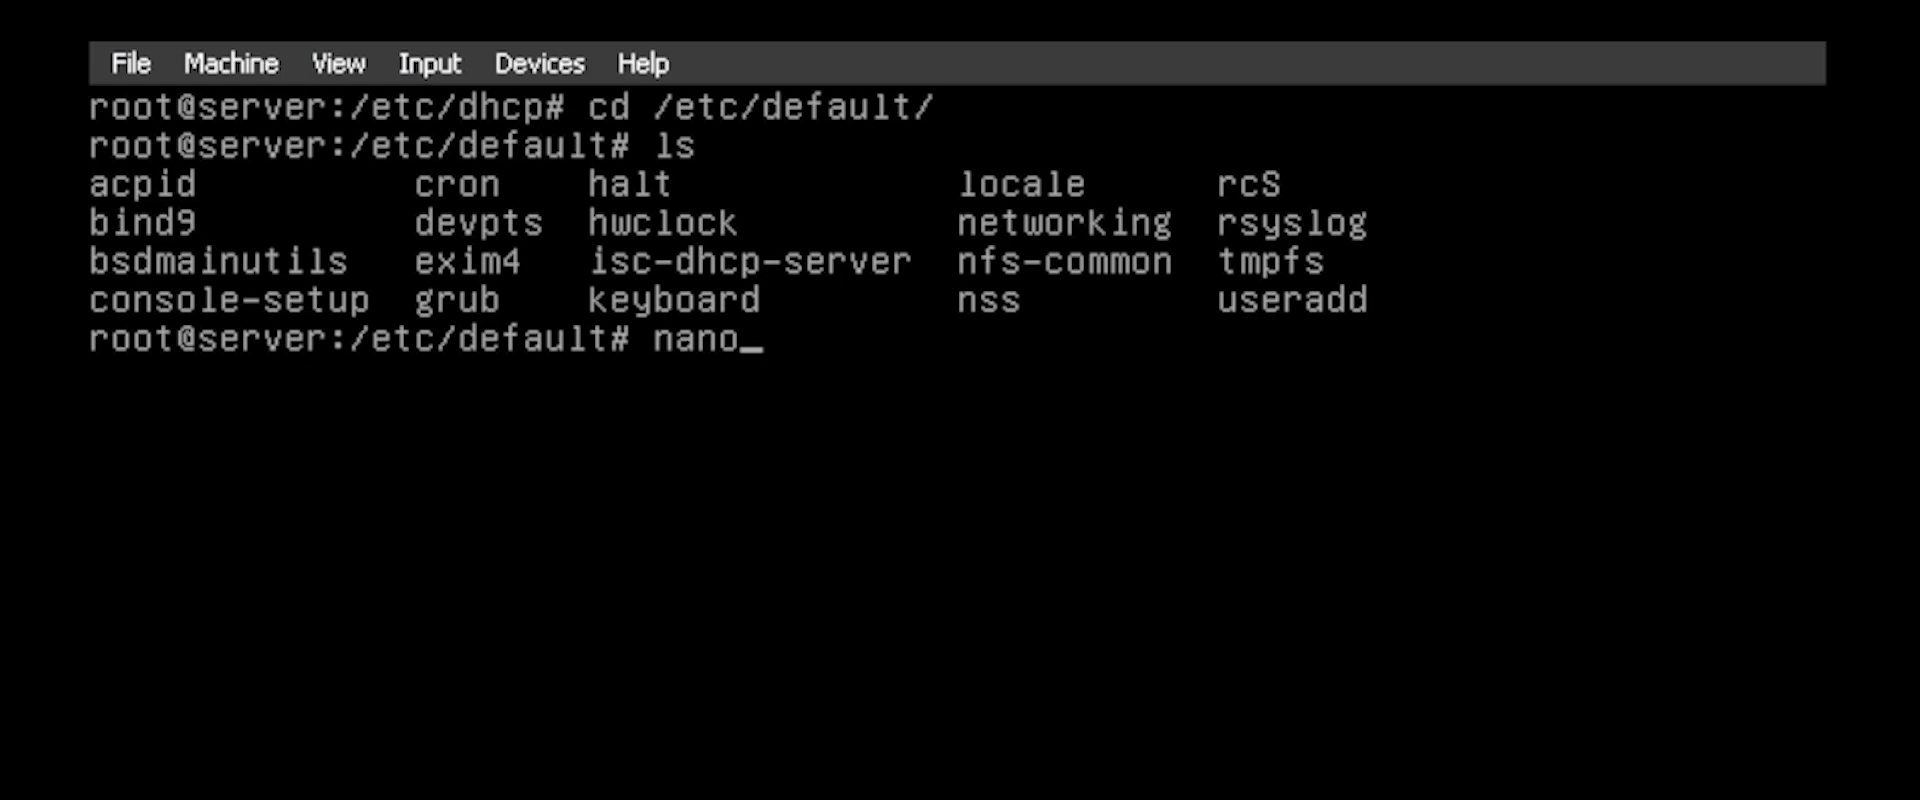 File Machine View Input Devices Help
root@server:/etc/dhcp# cd /etc/default/
root@server:/etc/default# ls
acpid cron halt locale rcS
bind9 devpts hwclock networking rsyslog
bsdmainutils exim4 isc-dhcp-server nfs-common tmpfs
console-setup grub keyboard nss useradd
root@server:/etc/default# nano_